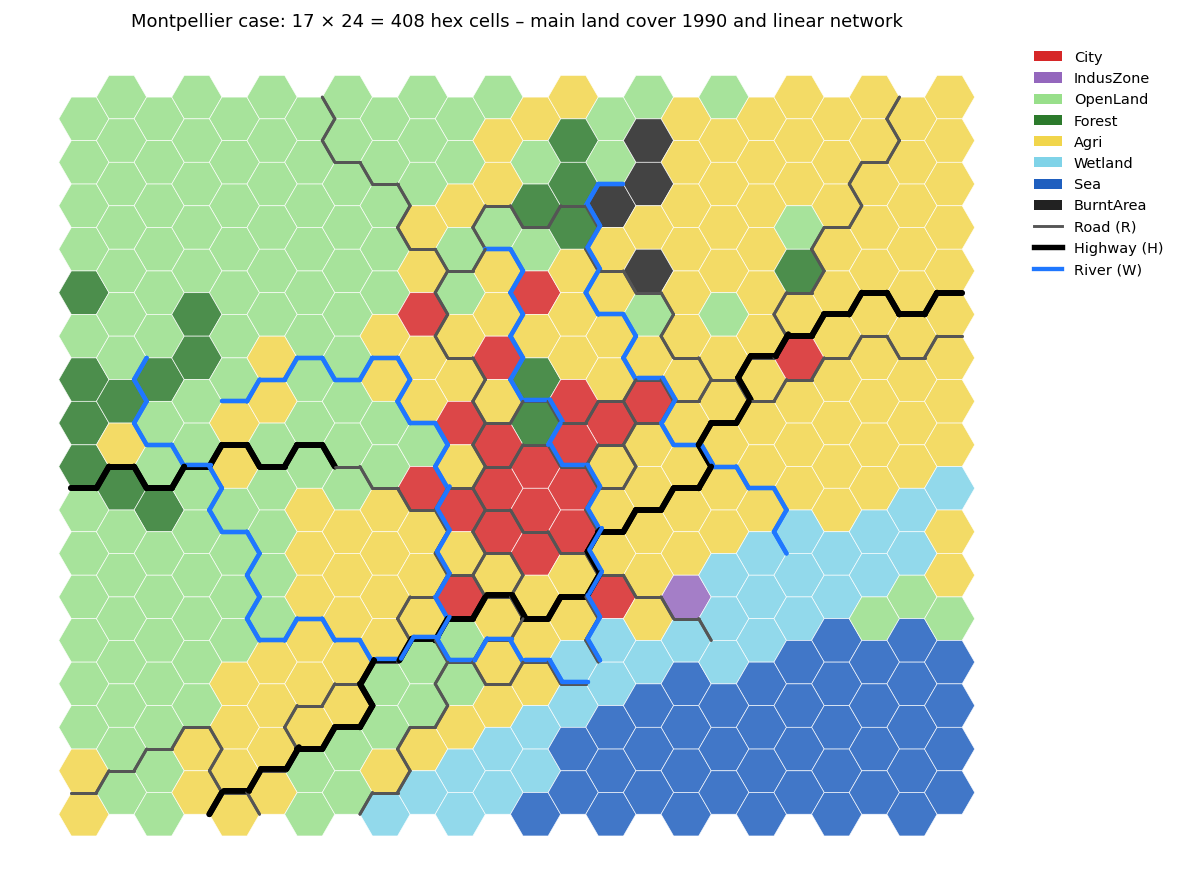 Montpellier case: 17 × 24 = 408 hex cells – main land cover 1990 and linear network
City
IndusZone
OpenLand
Forest
Agri
Wetland
Sea
BurntArea
Road (R)
Highway (H)
River (W)